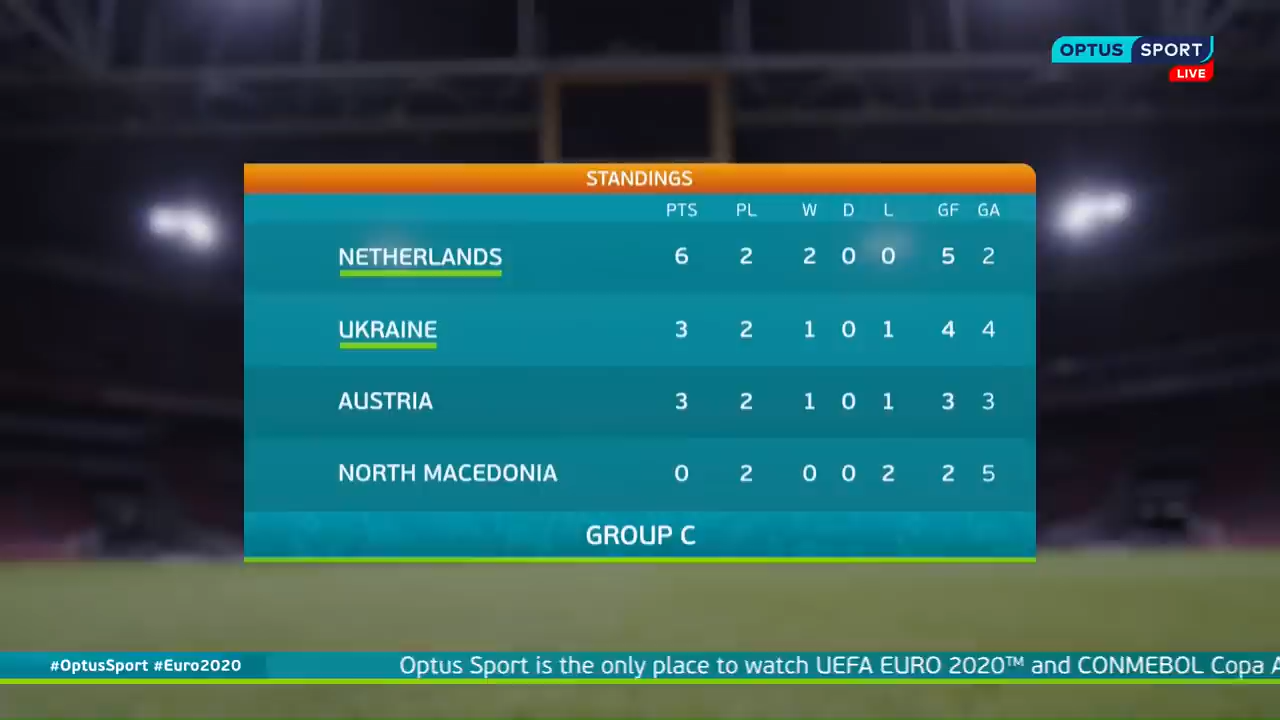 OPTUS SPORT
LIVE
STANDINGS
PTS PL W D L GF GA
NETHERLANDS 6 2 2 0 0 5 2
UKRAINE 3 2 1 0 1 4 4
AUSTRIA 3 2 1 0 1 3 3
NORTH MACEDONIA 0 2 0 0 2 2 5
GROUP C
#OptusSport #Euro2020 Optus Sport is the only place to watch UEFA EURO 2020™ and CONMEBOL Copa